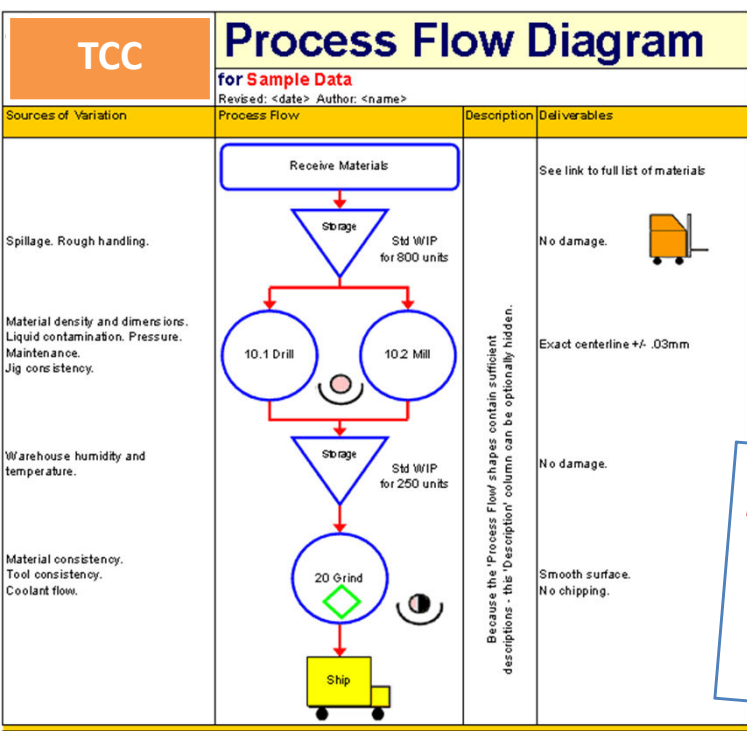 TCC
Process Flow Diagram
for Sample Data
Revised: <date> Author: <name>
Sources of Variation
Process Flow
Description
Deliverables
Receive Materials
See link to full list of materials
Storage
Spillage. Rough handling.
Std WIP
for 800 units
No damage.
Material density and dimensions.
Liquid contamination. Pressure.
Maintenance.
Jig consistency.
10.1 Drill
10.2 Mill
Exact centerline +/- .03mm
Because the 'Process Flow' shapes contain sufficient
descriptions - this 'Description' column can be optionally hidden.
Warehouse humidity and
temperature.
Storage
Std WIP
for 250 units
No damage.
Material consistency.
Tool consistency.
Coolant flow.
20 Grind
Smooth surface.
No chipping.
Ship